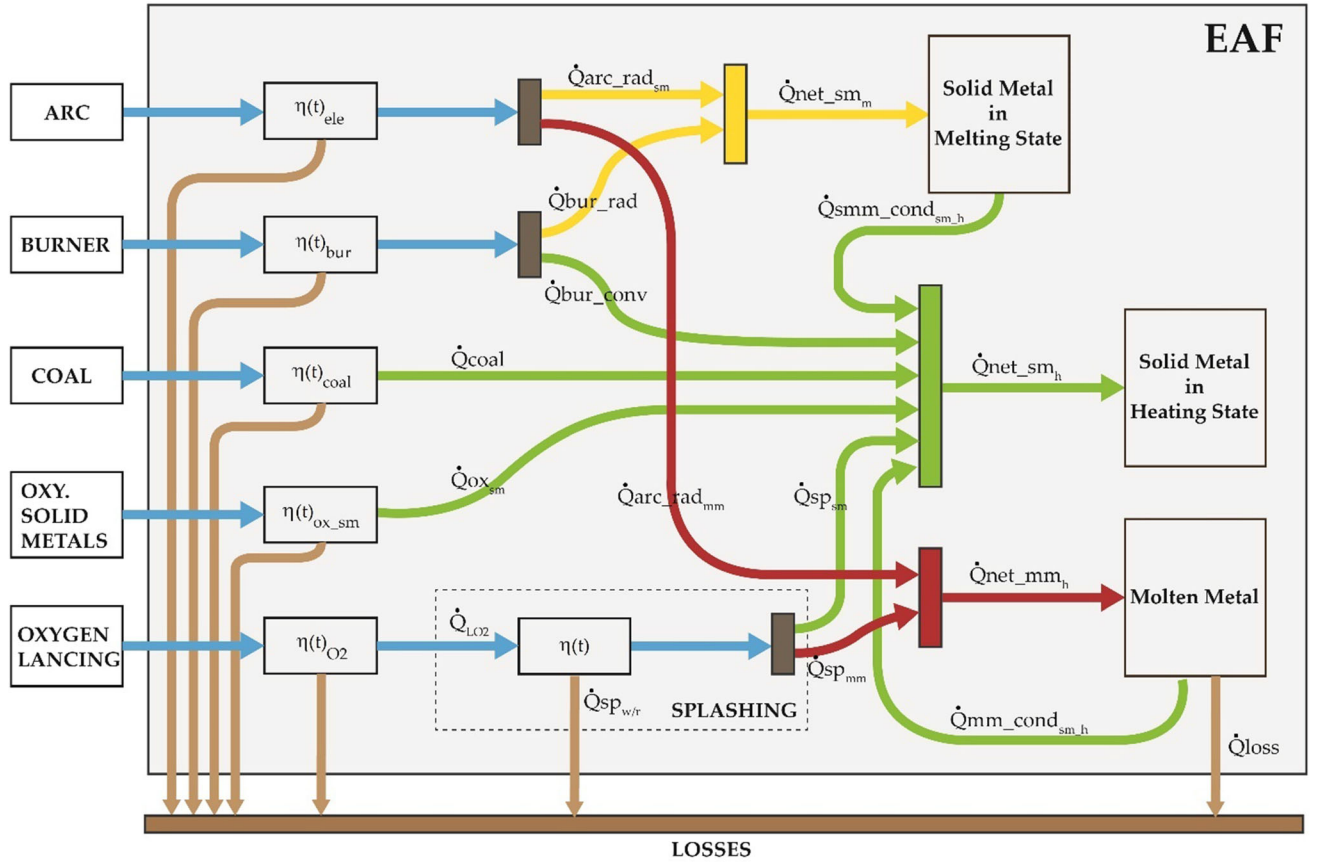 EAF
ARC
η(t)ele
Q̇arc_radsm
Q̇net_smm
Solid Metal
in
Melting State
Q̇bur_rad
Q̇smm_condsm_h
BURNER
η(t)bur
Q̇bur_conv
COAL
η(t)coal
Q̇coal
Q̇net_smh
Solid Metal
in
Heating State
OXY.
SOLID
METALS
η(t)ox_sm
Q̇oxsm
Q̇arc_radmm
Q̇spsm
Q̇net_mmh
Molten Metal
OXYGEN
LANCING
η(t)O2
Q̇LO2
η(t)
Q̇spmm
Q̇spw/r
SPLASHING
Q̇mm_condsm_h
Q̇loss
LOSSES